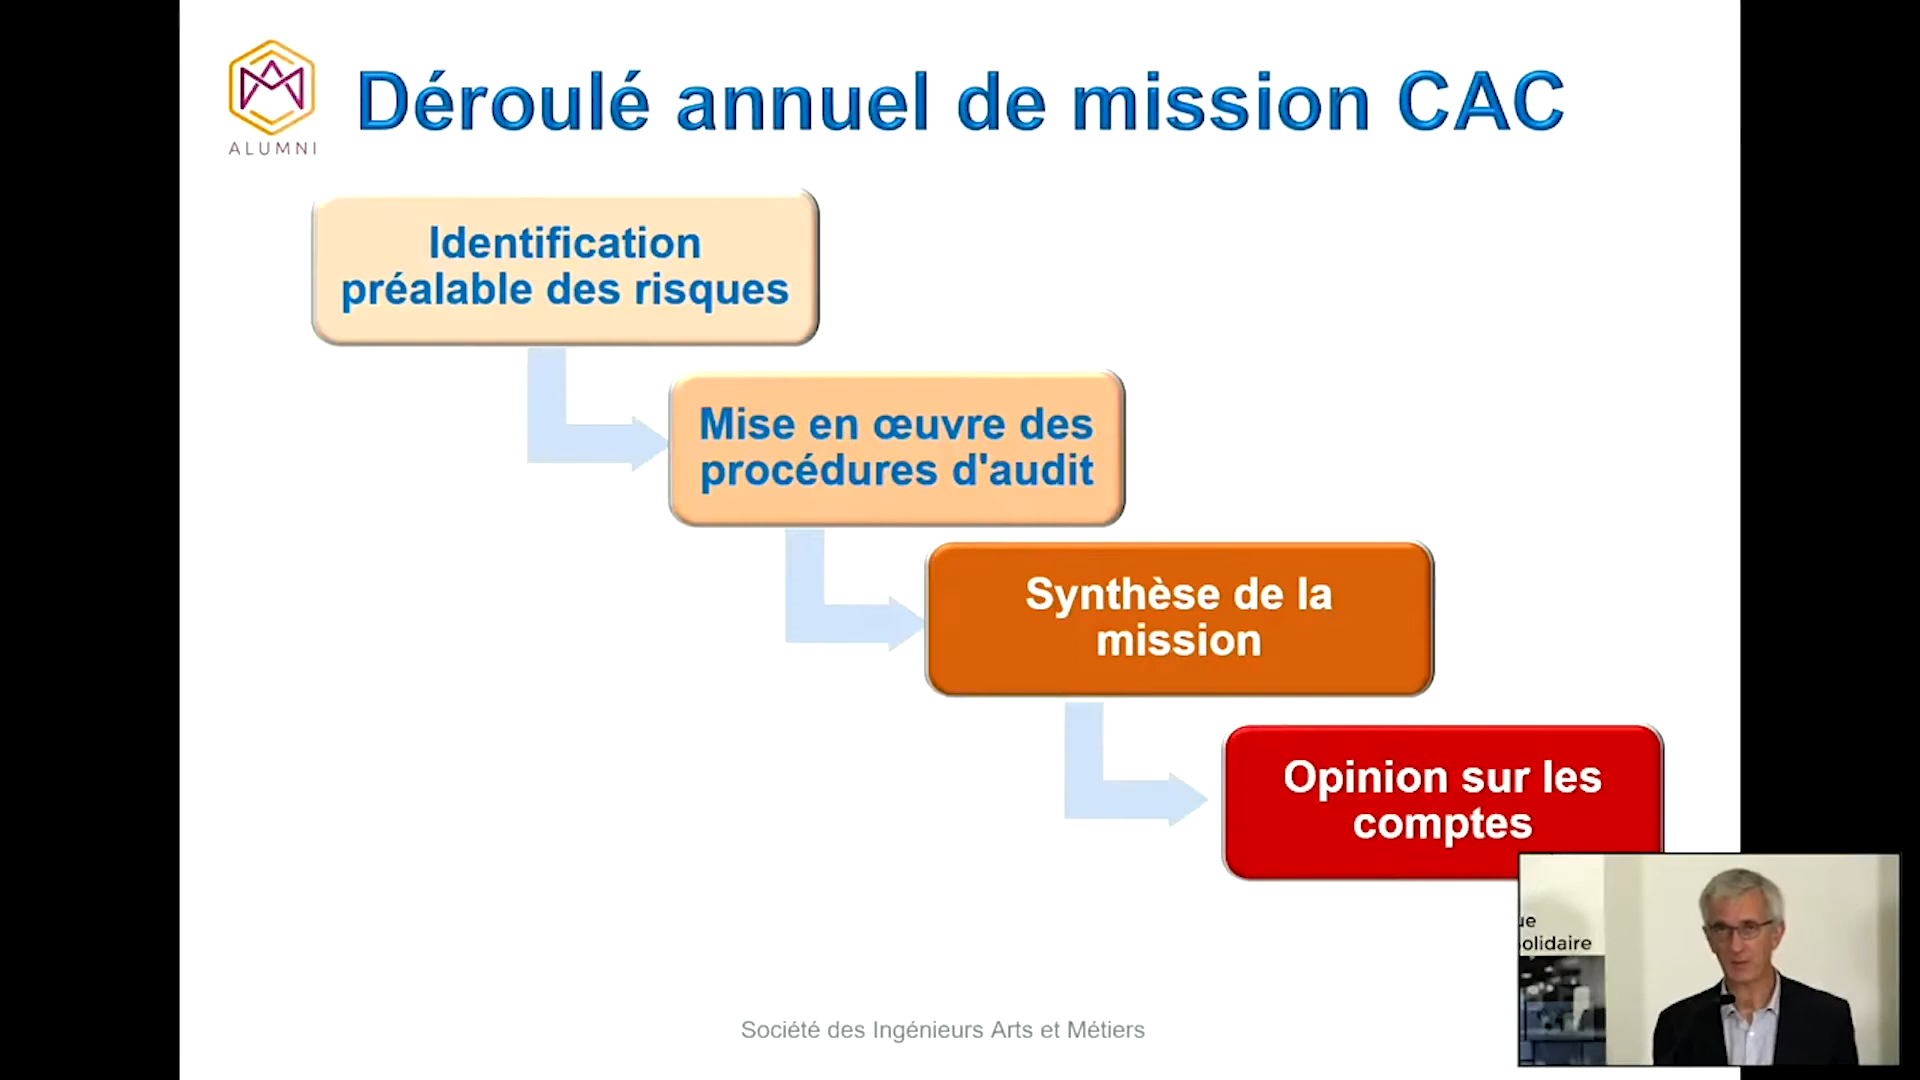 ALUMNI
Déroulé annuel de mission CAC
Identification
préalable des risques
Mise en œuvre des
procédures d'audit
Synthèse de la
mission
Opinion sur les
comptes
Société des Ingénieurs Arts et Métiers